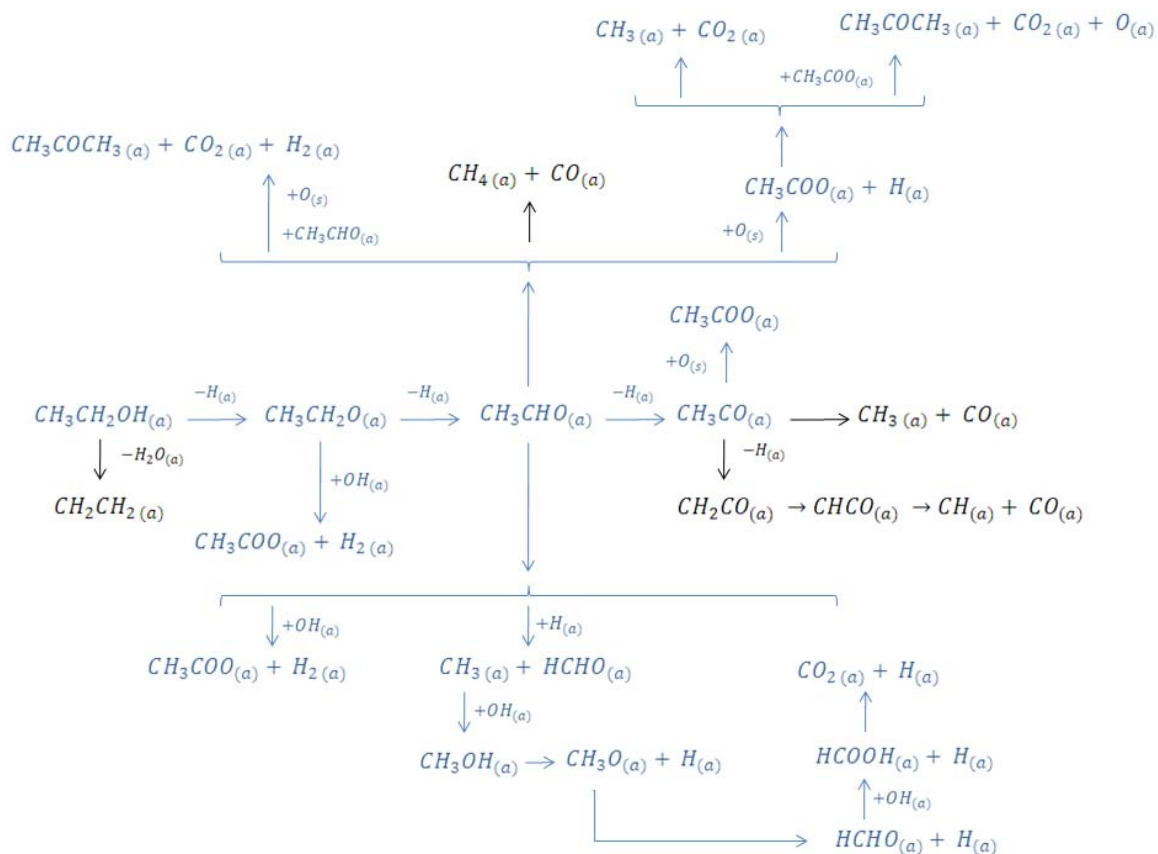 CH₃ (a) + CO₂ (a)
CH₃COCH₃ (a) + CO₂ (a) + O(a)
+CH₃COO(a)
CH₃COCH₃ (a) + CO₂ (a) + H₂ (a)
CH₄ (a) + CO(a)
CH₃COO(a) + H(a)
+O(s)
+CH₃CHO(a)
+O(s)
CH₃COO(a)
+O(s)
CH₃CH₂OH(a) −H(a) CH₃CH₂O(a) −H(a) CH₃CHO(a) −H(a) CH₃CO(a) → CH₃ (a) + CO(a)
−H₂O(a)
+OH(a)
−H(a)
CH₂CH₂ (a)
CH₂CO(a) → CHCO(a) → CH(a) + CO(a)
CH₃COO(a) + H₂ (a)
+OH(a)
+H(a)
CH₃COO(a) + H₂ (a)
CH₃ (a) + HCHO(a)
CO₂ (a) + H(a)
+OH(a)
CH₃OH(a) → CH₃O(a) + H(a)
HCOOH(a) + H(a)
+OH(a)
HCHO(a) + H(a)